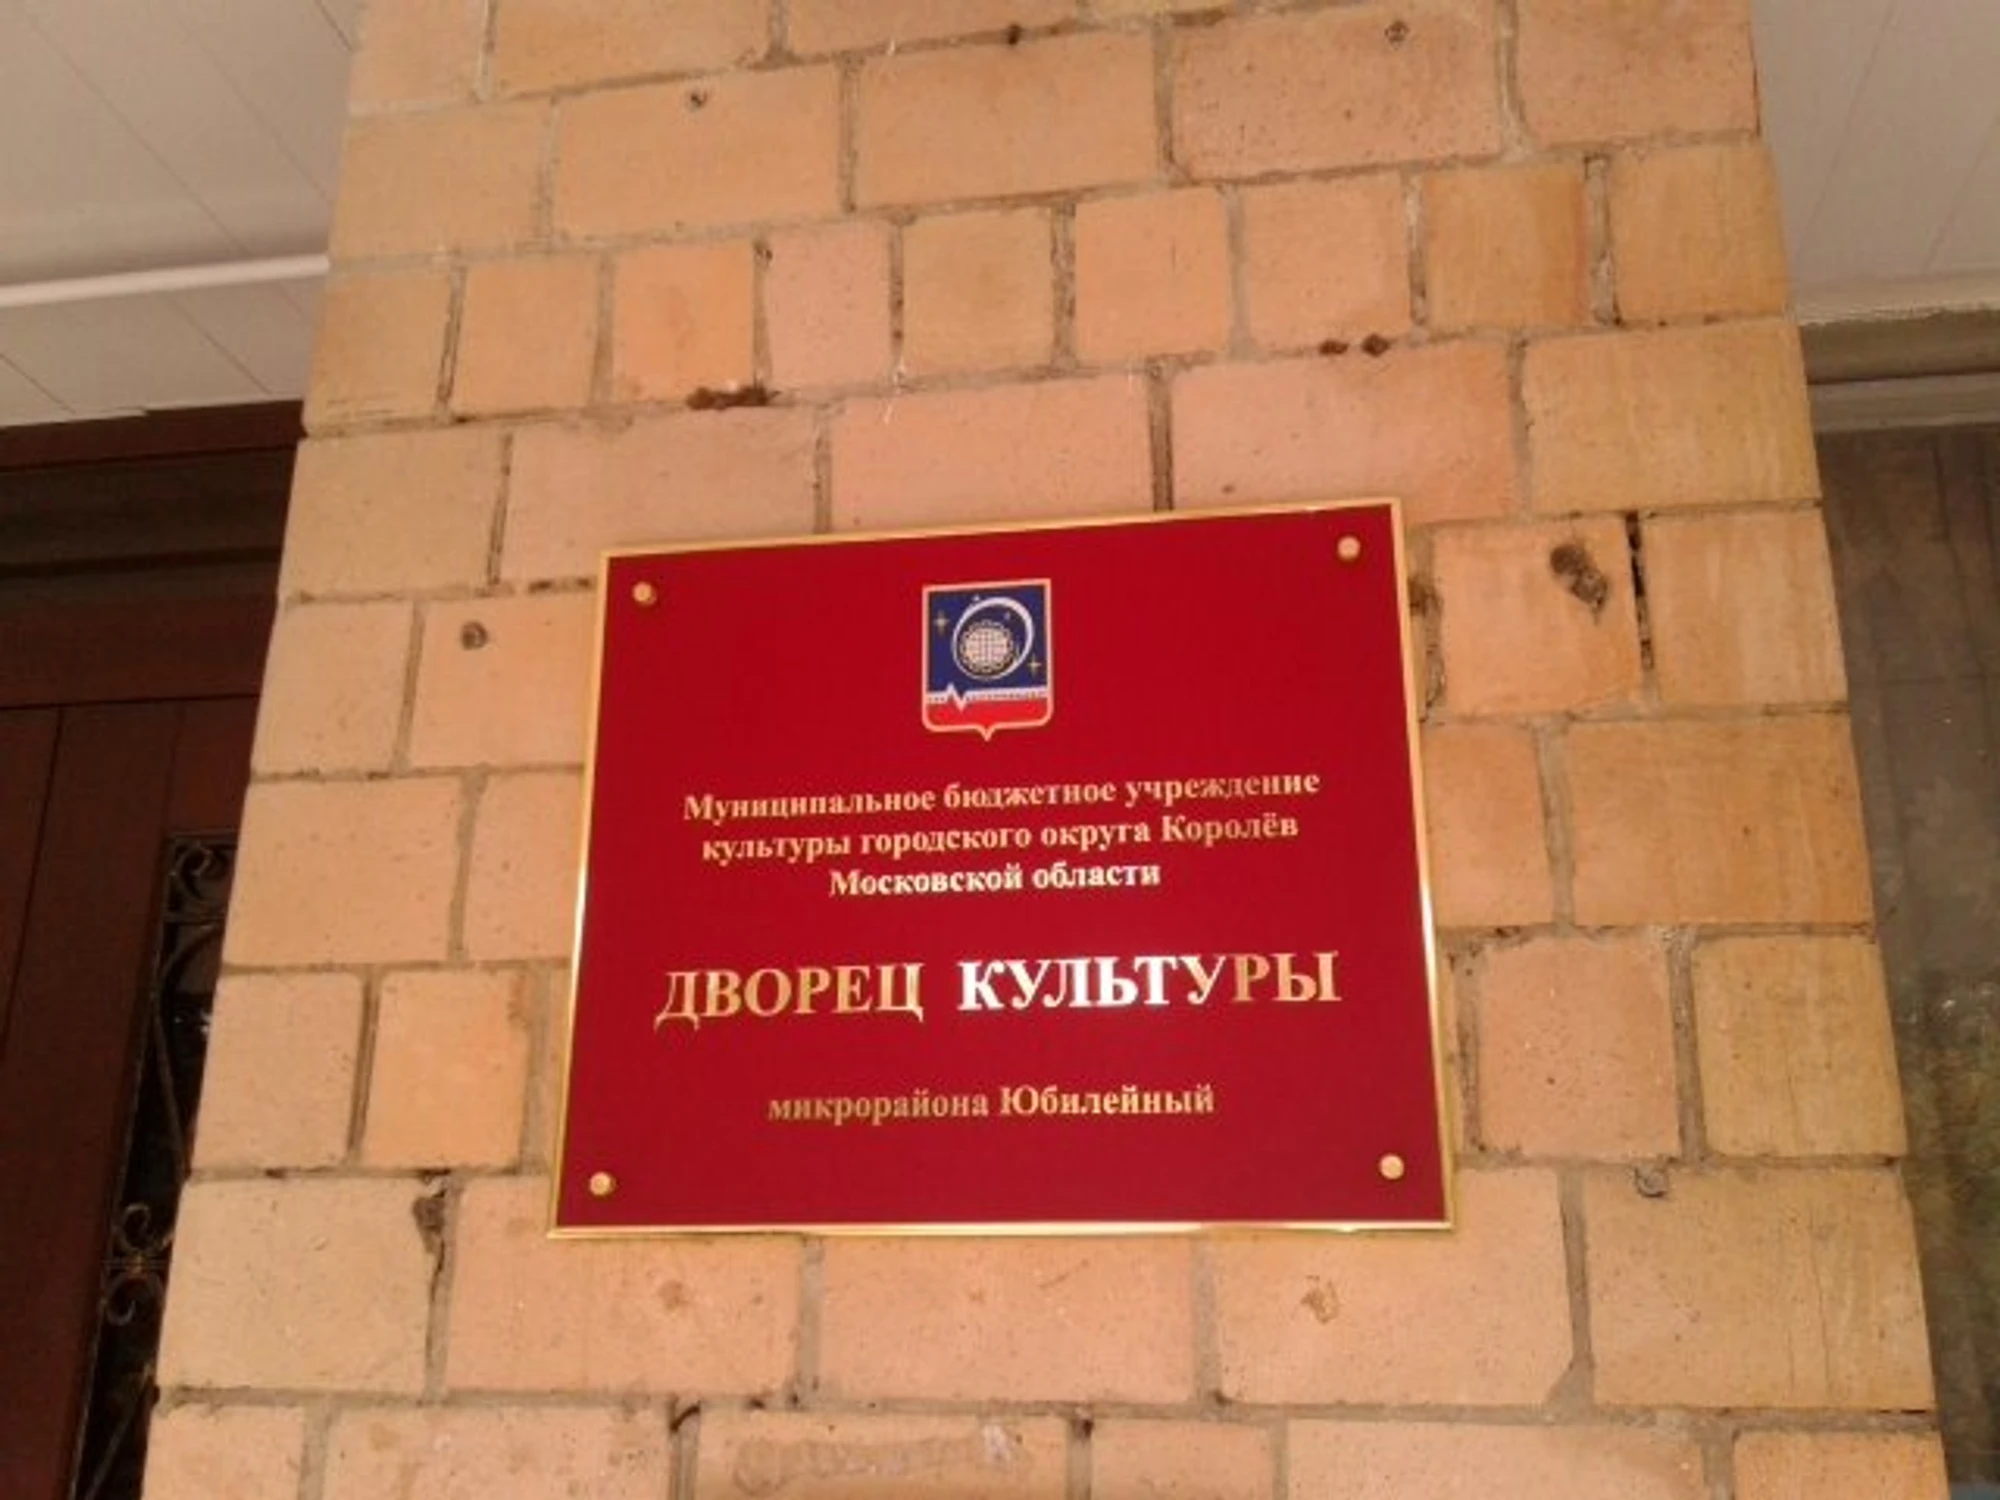 Муниципальное бюджетное учреждение
культуры городского округа Королёв
Московской области
ДВОРЕЦ КУЛЬТУРЫ
микрорайона Юбилейный